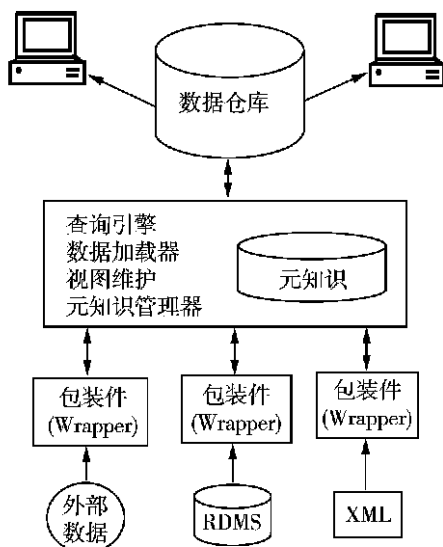 数据仓库
查询引擎
数据加载器
视图维护
元知识管理器
元知识
包装件
(Wrapper)
包装件
(Wrapper)
包装件
(Wrapper)
外部
数据
RDMS
XML